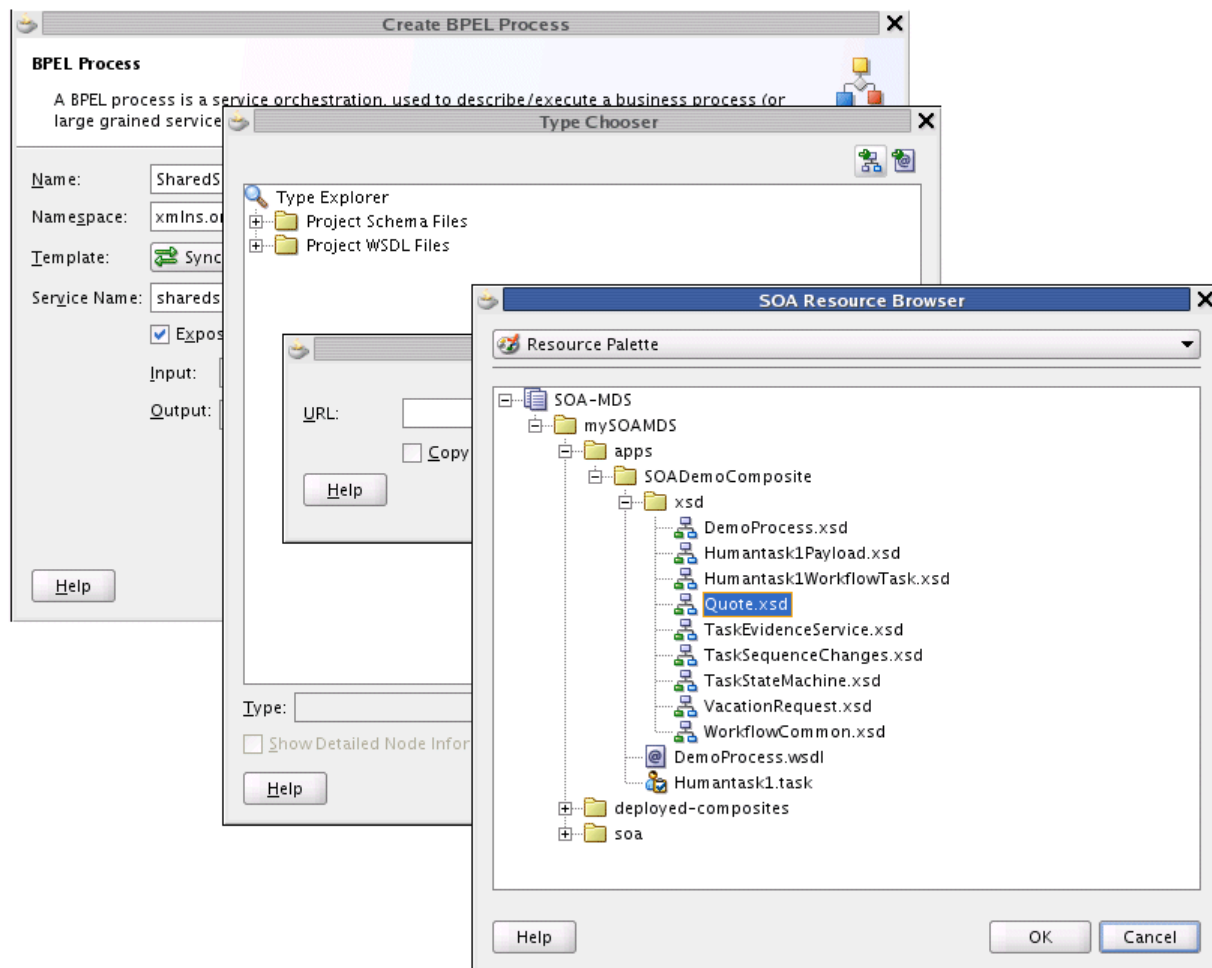 Create BPEL Process
BPEL Process
A BPEL process is a service orchestration, used to describe/execute a business process (or
large grained service
Name:
SharedS
Namespace:
xmlns.or
Template:
Sync
Service Name:
shareds
Expos
Input:
Output:
Help
Type Chooser
Type Explorer
Project Schema Files
Project WSDL Files
URL:
Copy
Help
Type:
Show Detailed Node Infor
Help
SOA Resource Browser
Resource Palette
SOA-MDS
mySOAMDS
apps
SOADemoComposite
xsd
DemoProcess.xsd
Humantask1Payload.xsd
Humantask1WorkflowTask.xsd
Quote.xsd
TaskEvidenceService.xsd
TaskSequenceChanges.xsd
TaskStateMachine.xsd
VacationRequest.xsd
WorkflowCommon.xsd
DemoProcess.wsdl
Humantask1.task
deployed-composites
soa
Help
OK
Cancel